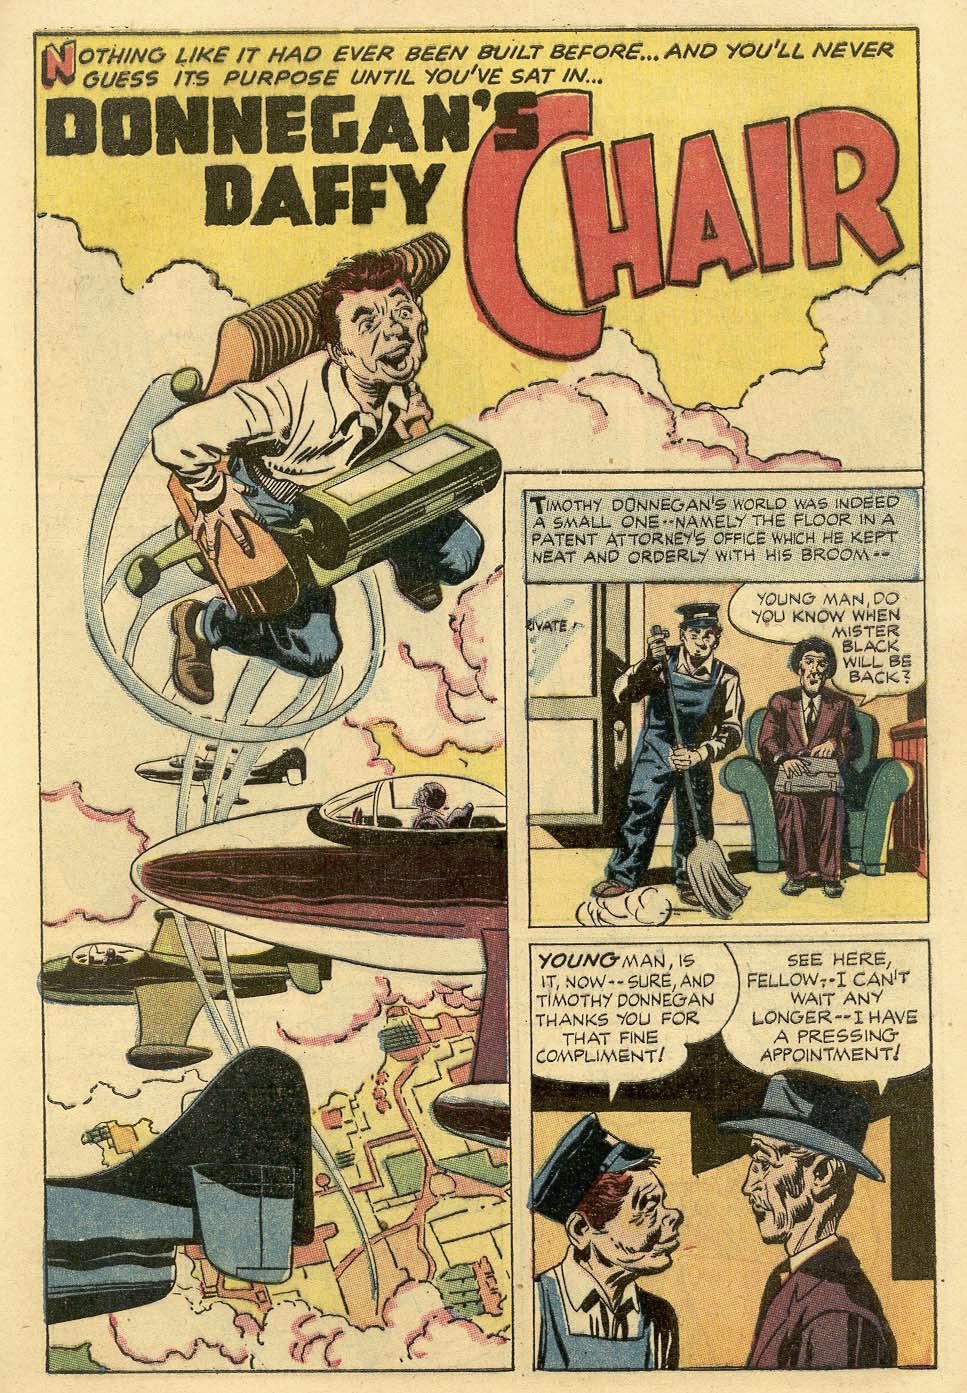 NOTHING LIKE IT HAD EVER BEEN BUILT BEFORE... AND YOU'LL NEVER
GUESS ITS PURPOSE UNTIL YOU'VE SAT IN...
DONNEGAN'S
DAFFY
CHAIR
TIMOTHY DONNEGAN'S WORLD WAS INDEED
A SMALL ONE--NAMELY THE FLOOR IN A
PATENT ATTORNEY'S OFFICE WHICH HE KEPT
NEAT AND ORDERLY WITH HIS BROOM--
RIVATE
YOUNG MAN, DO
YOU KNOW WHEN
MISTER
BLACK
WILL BE
BACK?
YOUNG MAN, IS
IT, NOW--SURE, AND
TIMOTHY DONNEGAN
THANKS YOU FOR
THAT FINE
COMPLIMENT!
SEE HERE,
FELLOW--I CAN'T
WAIT ANY
LONGER--I HAVE
A PRESSING
APPOINTMENT!